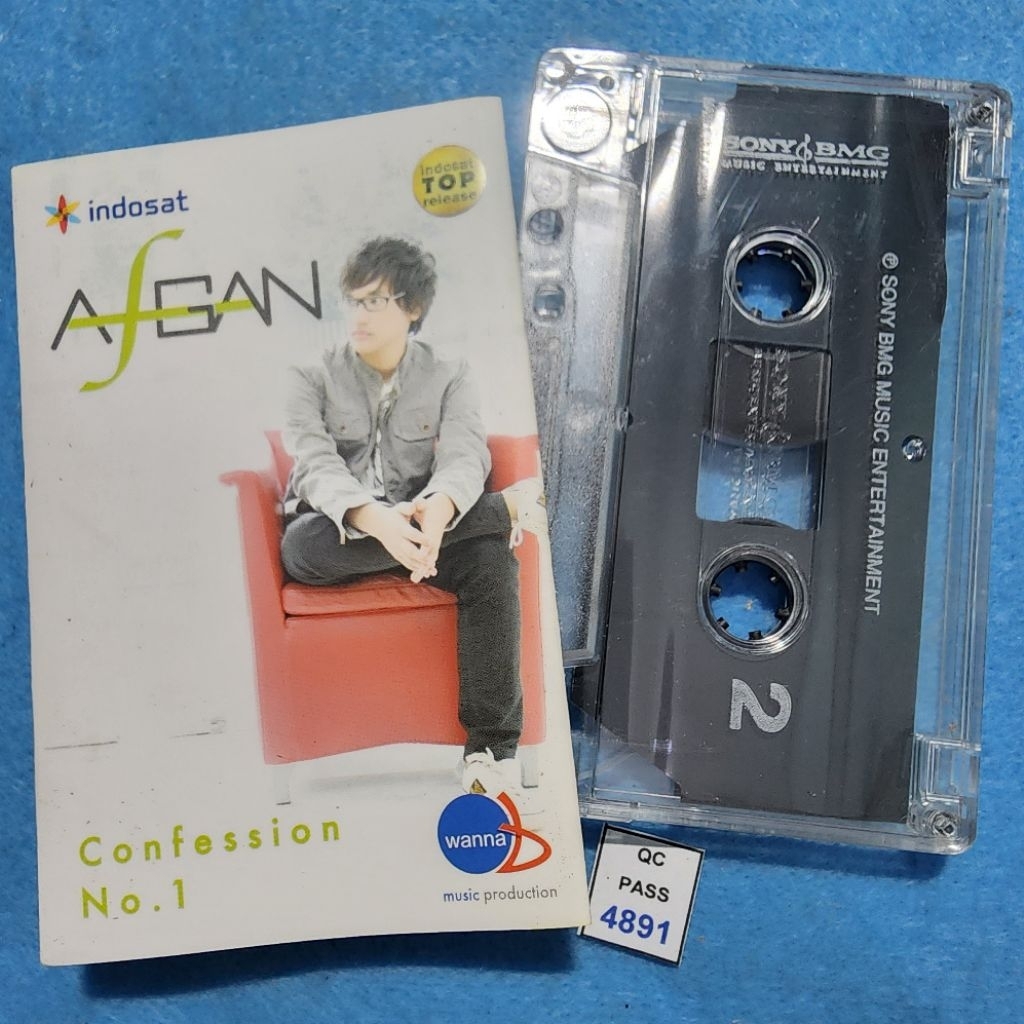 indosat
indosat
TOP
release
AfGAN
Confession
No.1
wanna b
music production
SONY BMG
MUSIC ENTERTAINMENT
℗ SONY BMG MUSIC ENTERTAINMENT
2
QC
PASS
4891